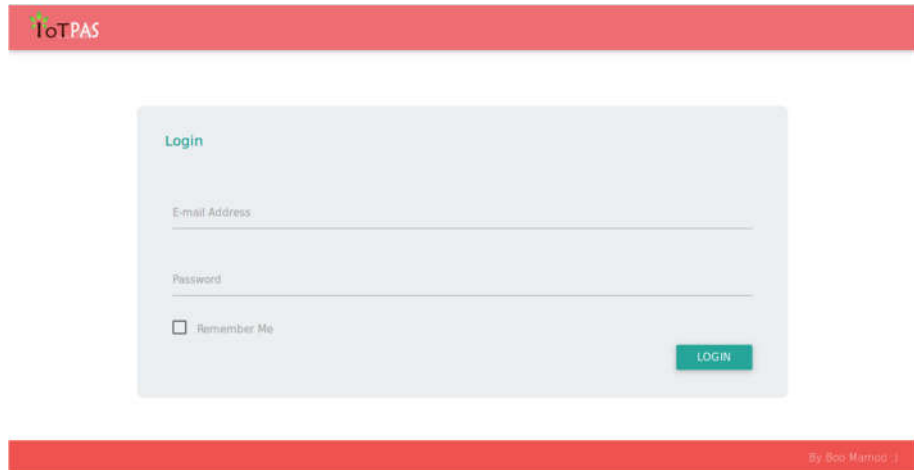 IoTPAS
Login
E-mail Address
Password
Remember Me
LOGIN
By Boo Mamoo :)